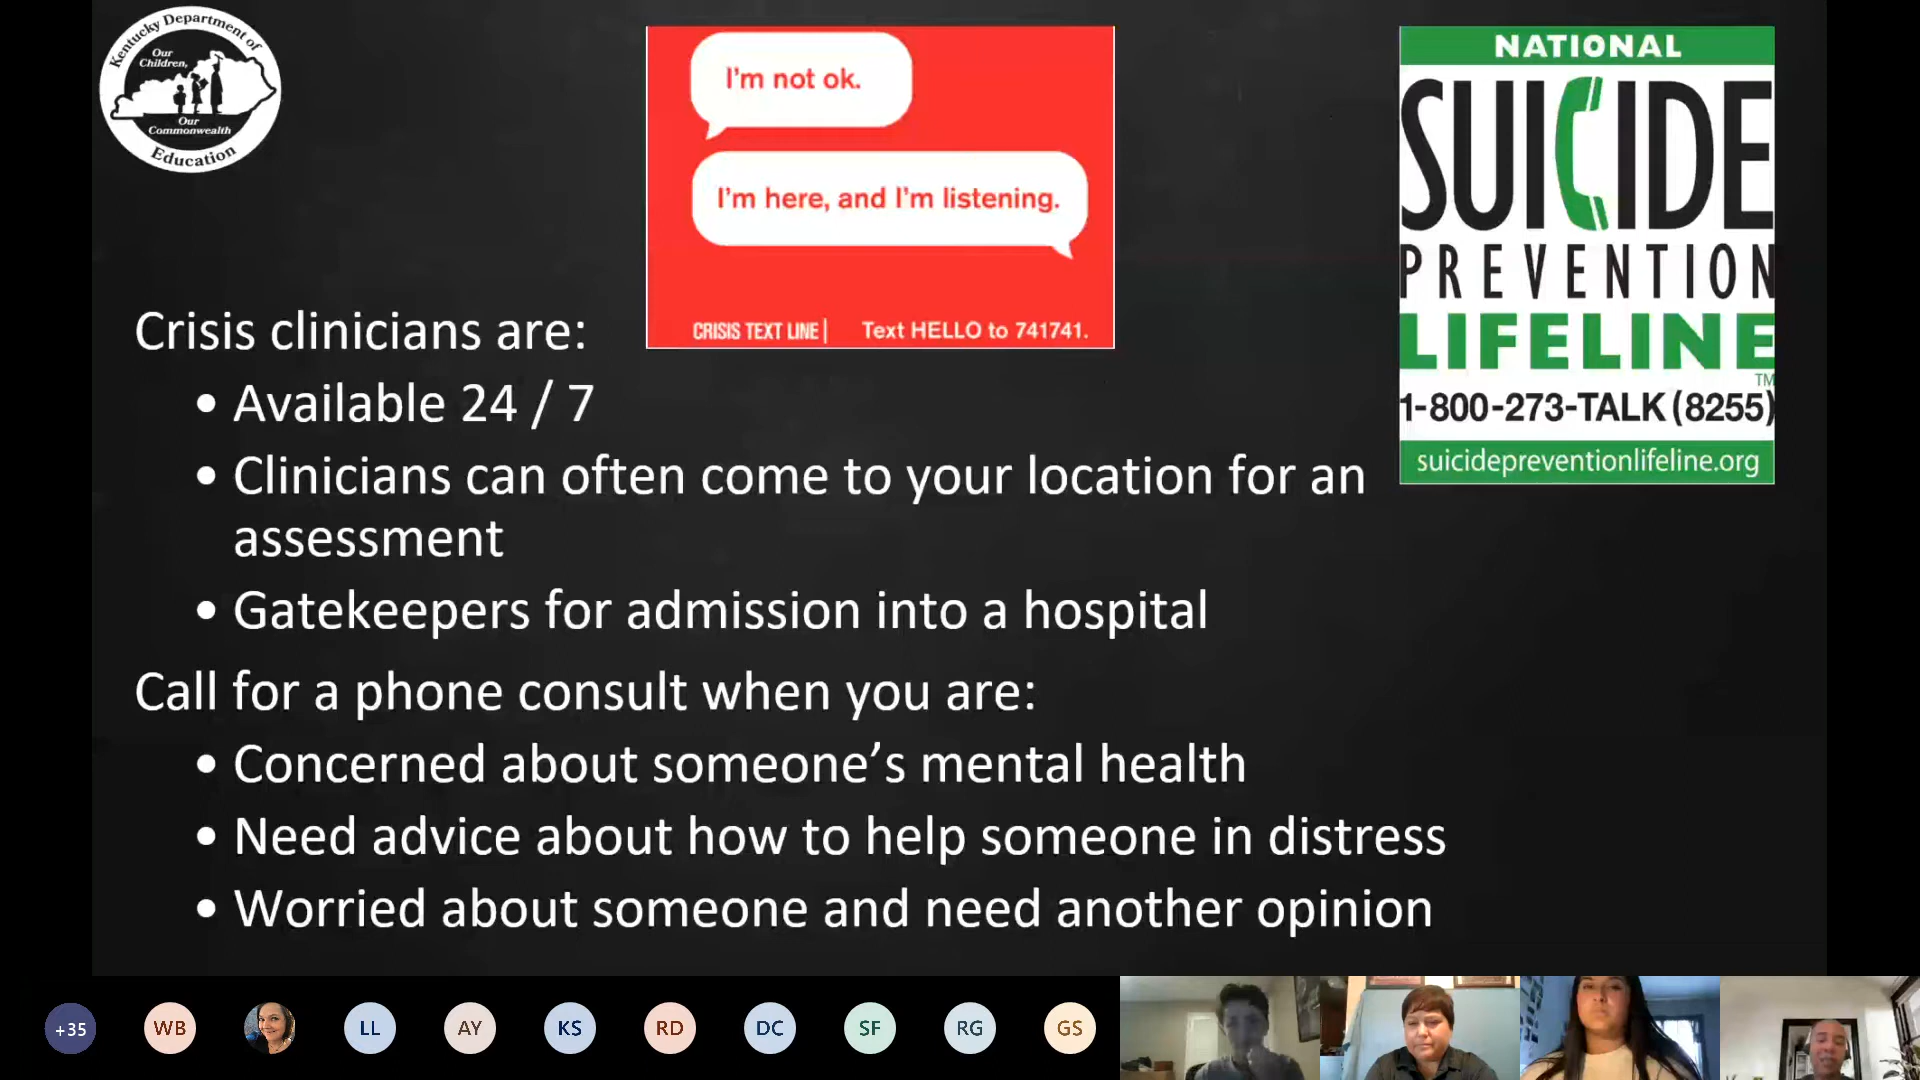 Kentucky Department of
Our
Children,
Our
Commonwealth
Education
I'm not ok.
I'm here, and I'm listening.
CRISIS TEXT LINE| Text HELLO to 741741.
NATIONAL
SUICIDE
PREVENTION
LIFELINE
TM
1-800-273-TALK (8255)
suicidepreventionlifeline.org
Crisis clinicians are:
• Available 24 / 7
• Clinicians can often come to your location for an
assessment
• Gatekeepers for admission into a hospital
Call for a phone consult when you are:
• Concerned about someone’s mental health
• Need advice about how to help someone in distress
• Worried about someone and need another opinion
+35 WB LL AY KS RD DC SF RG GS